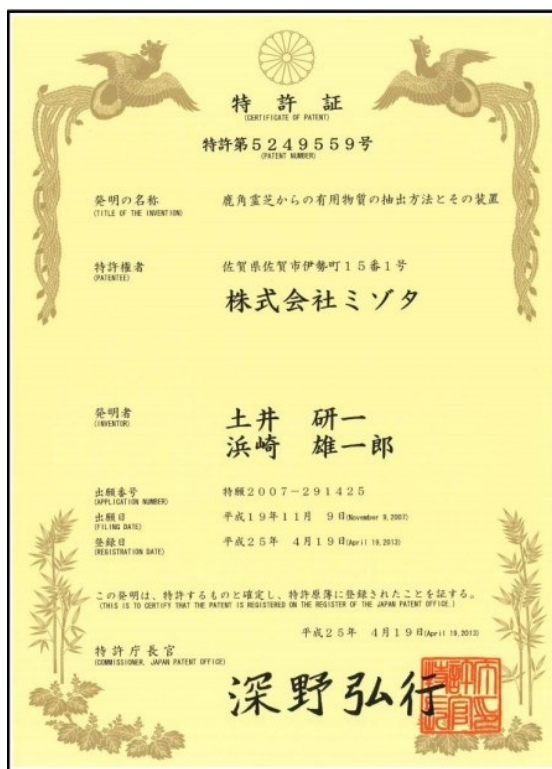 特許証
(CERTIFICATE OF PATENT)
特許第5249559号
(PATENT NUMBER)
発明の名称 鹿角霊芝からの有用物質の抽出方法とその装置
(TITLE OF THE INVENTION)
特許権者 佐賀県佐賀市伊勢町15番1号
(PATENTEE)
株式会社ミゾタ
発明者 土井 研一
(INVENTOR)
浜崎 雄一郎
出願番号 特願2007-291425
(APPLICATION NUMBER)
出願日 平成19年11月 9日(November 9,2007)
(FILING DATE)
登録日 平成25年 4月19日(April 19,2013)
(REGISTRATION DATE)
この発明は、特許するものと確定し、特許原簿に登録されたことを証する。
(THIS IS TO CERTIFY THAT THE PATENT IS REGISTERED ON THE REGISTER OF THE JAPAN PATENT OFFICE.)
平成25年 4月19日(April 19,2013)
特許庁長官
(COMMISSIONER, JAPAN PATENT OFFICE)
深野弘行